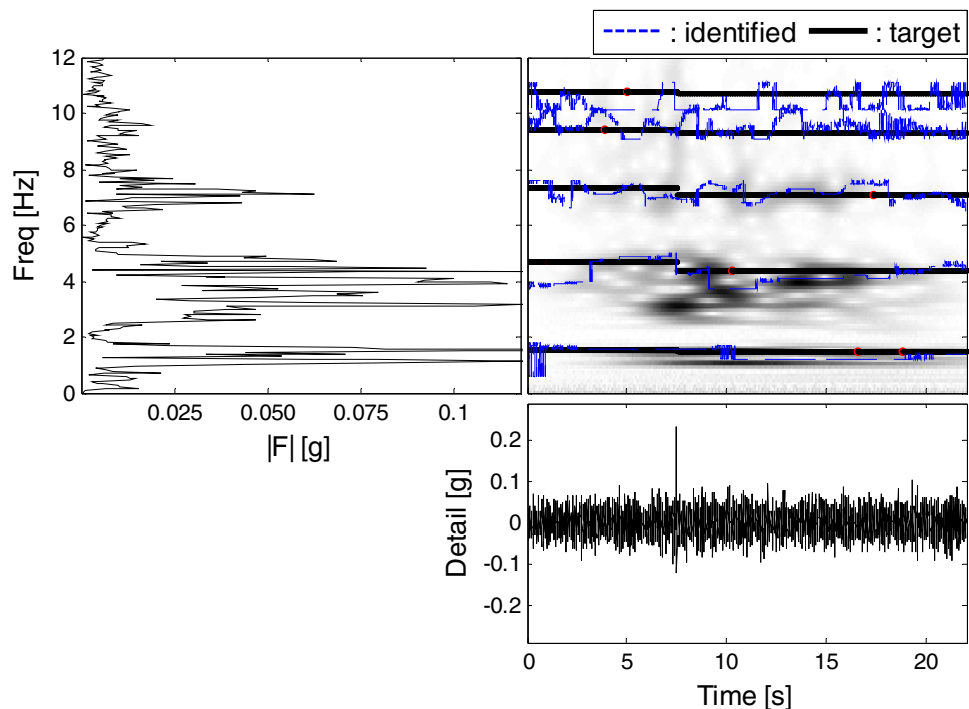 : identified : target
12
10
8
6
4
2
0
Freq [Hz]
0.025 0.050 0.075 0.1
|F| [g]
0.2
0.1
0
-0.1
-0.2
Detail [g]
0 5 10 15 20
Time [s]